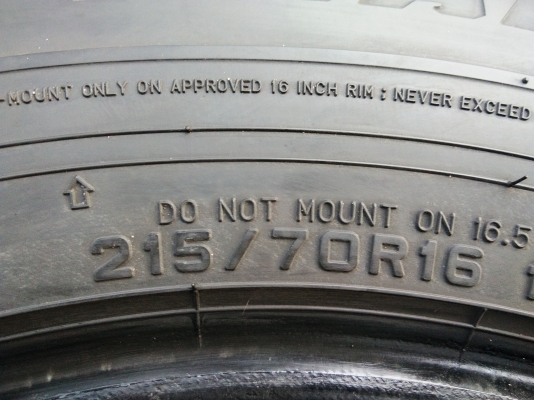 -MOUNT ONLY ON APPROVED 16 INCH RIM : NEVER EXCEED
DO NOT MOUNT ON 16.5
215/70R16